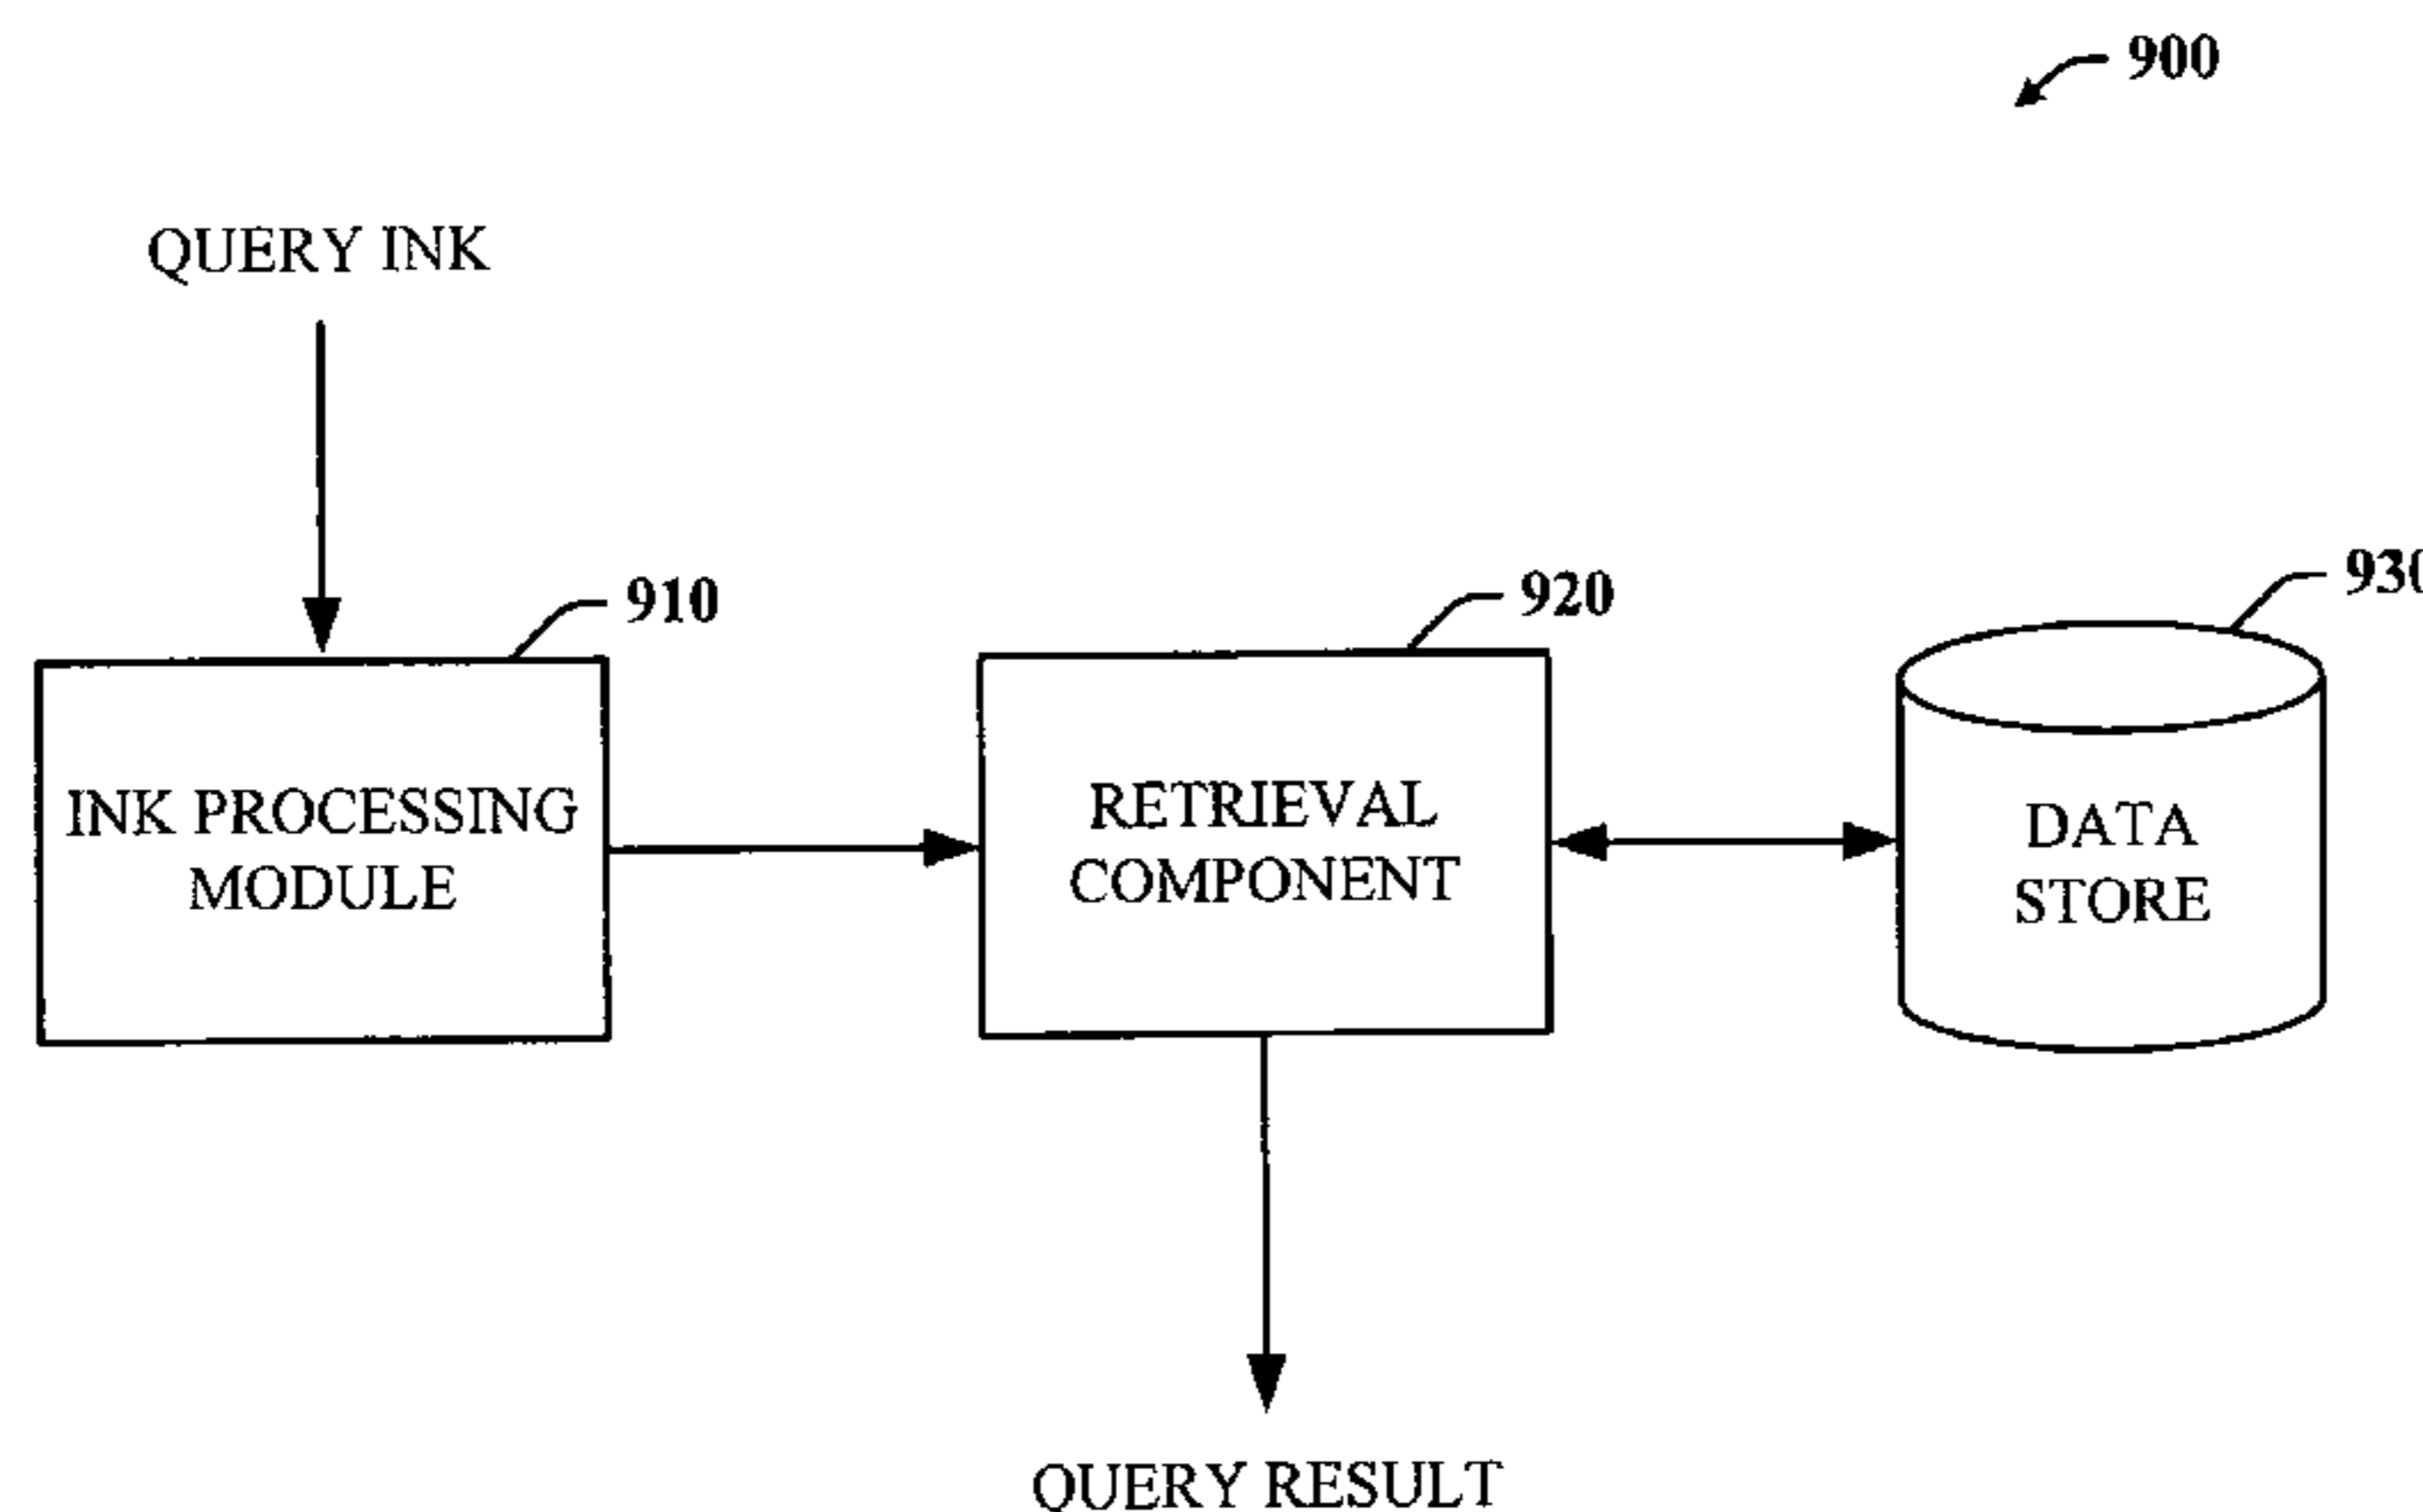 900
QUERY INK
910
920
930
INK PROCESSING
MODULE
RETRIEVAL
COMPONENT
DATA
STORE
QUERY RESULT